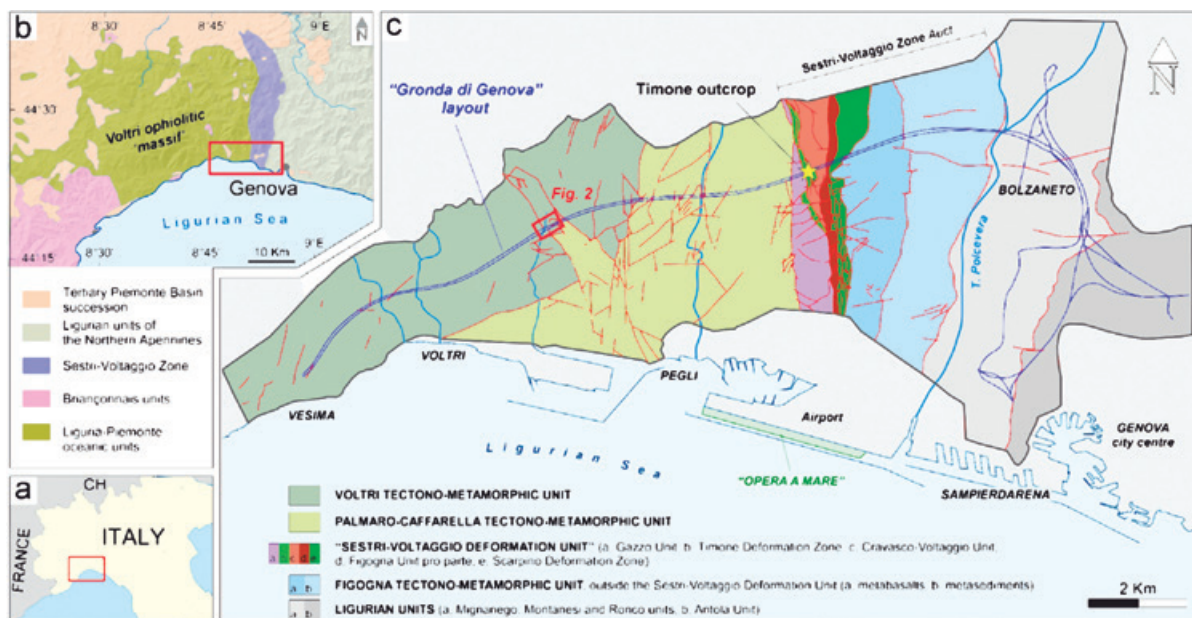 b
8°30'
8°45'
9°E
N
44°30'
Voltri ophiolitic
'massif'
Genova
Ligurian Sea
44°15'
8°30'
8°45'
9°E
10 Km
Tertiary Piemonte Basin
succession
Ligurian units of
the Northern Apennines
Sestri-Voltaggio Zone
Briançonnais units
Liguria-Piemonte
oceanic units
a
CH
FRANCE
ITALY
c
Sestri-Voltaggio Zone Auct
N
"Gronda di Genova"
layout
Timone outcrop
Fig. 2
BOLZANETO
T. Polcevera
VOLTRI
PEGLI
VESIMA
Airport
GENOVA
city centre
Ligurian Sea
"OPERA A MARE"
SAMPIERDARENA
VOLTRI TECTONO-METAMORPHIC UNIT
PALMARO-CAFFARELLA TECTONO-METAMORPHIC UNIT
a b c d e
"SESTRI-VOLTAGGIO DEFORMATION UNIT" (a. Gazzo Unit, b. Timone Deformation Zone, c. Cravasco-Voltaggio Unit,
d. Figogna Unit pro parte, e. Scarpino Deformation Zone)
a b
FIGOGNA TECTONO-METAMORPHIC UNIT outside the Sestri-Voltaggio Deformation Unit (a. metabasalts, b. metasediments)
a b
LIGURIAN UNITS (a. Mignanego, Montanesi and Ronco units, b. Antola Unit)
2 Km